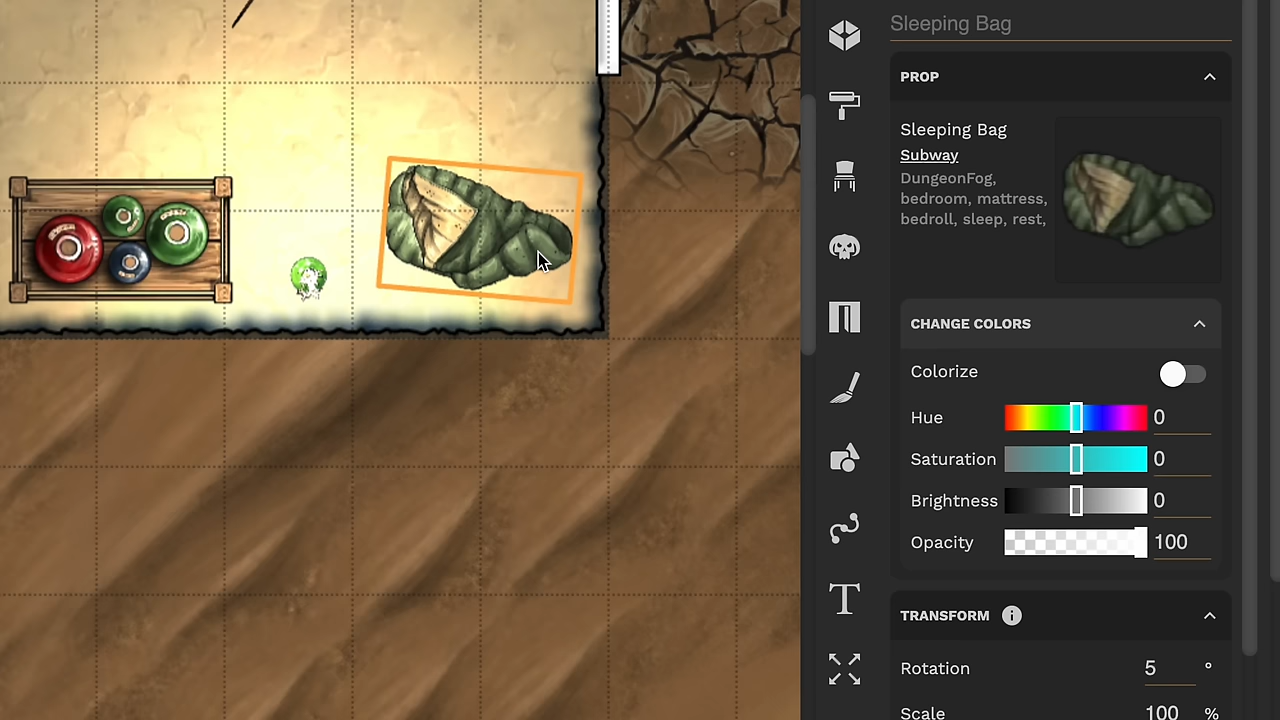 Sleeping Bag
PROP
Sleeping Bag
Subway
DungeonFog,
bedroom, mattress,
bedroll, sleep, rest,
CHANGE COLORS
Colorize
Hue 0
Saturation 0
Brightness 0
Opacity 100
TRANSFORM i
Rotation 5 °
Scale 100 %